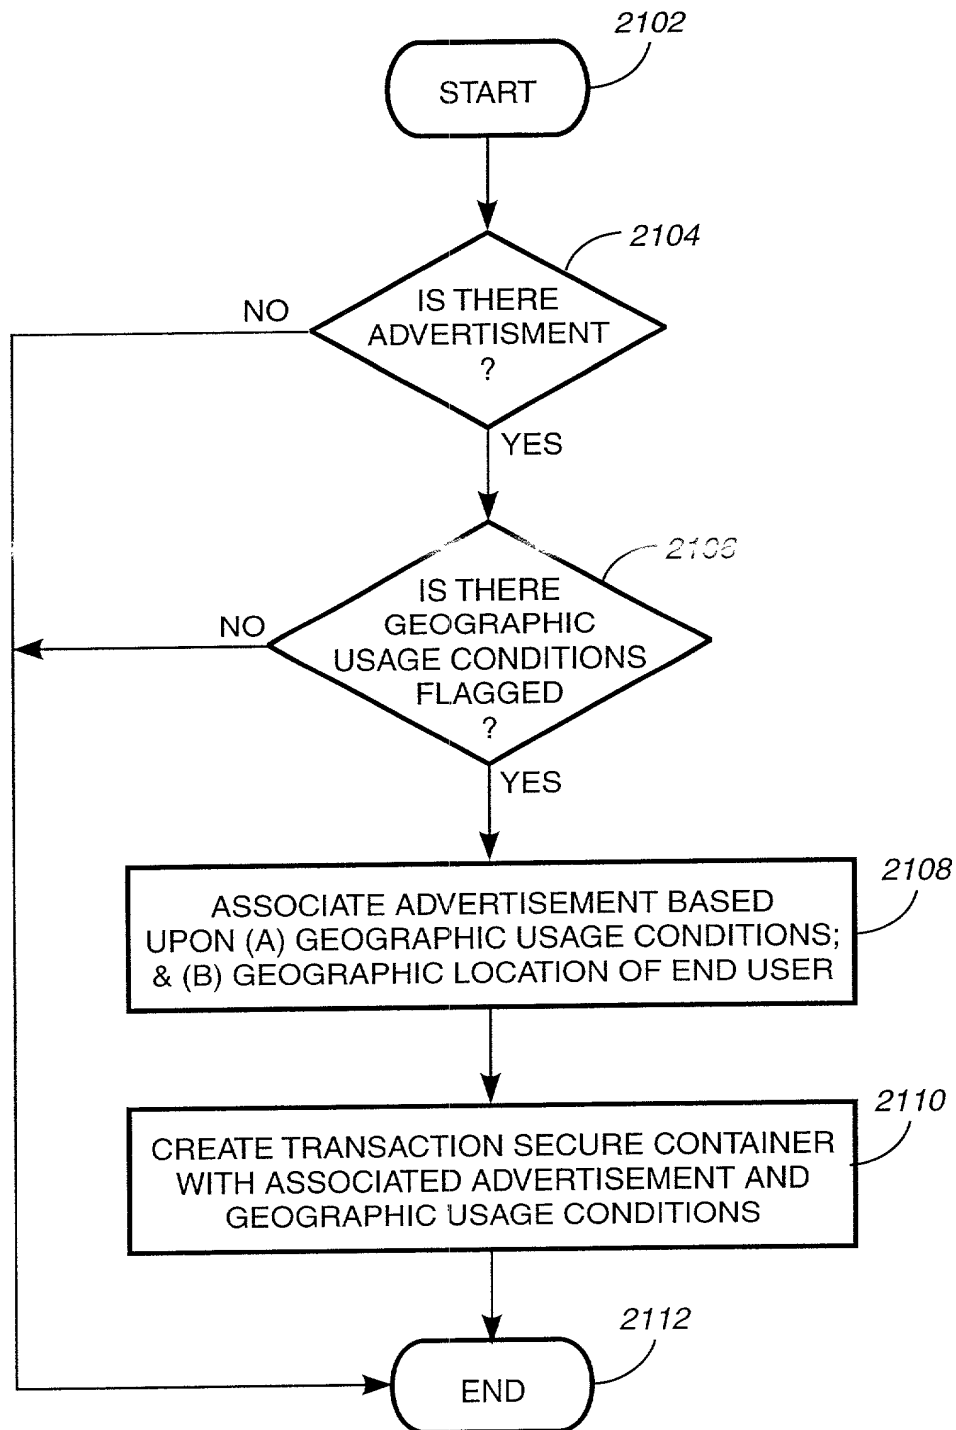 2102
START
2104
IS THERE
ADVERTISMENT
?
NO
YES
2106
IS THERE
GEOGRAPHIC
USAGE CONDITIONS
FLAGGED
?
NO
YES
2108
ASSOCIATE ADVERTISEMENT BASED
UPON (A) GEOGRAPHIC USAGE CONDITIONS;
& (B) GEOGRAPHIC LOCATION OF END USER
2110
CREATE TRANSACTION SECURE CONTAINER
WITH ASSOCIATED ADVERTISEMENT AND
GEOGRAPHIC USAGE CONDITIONS
2112
END